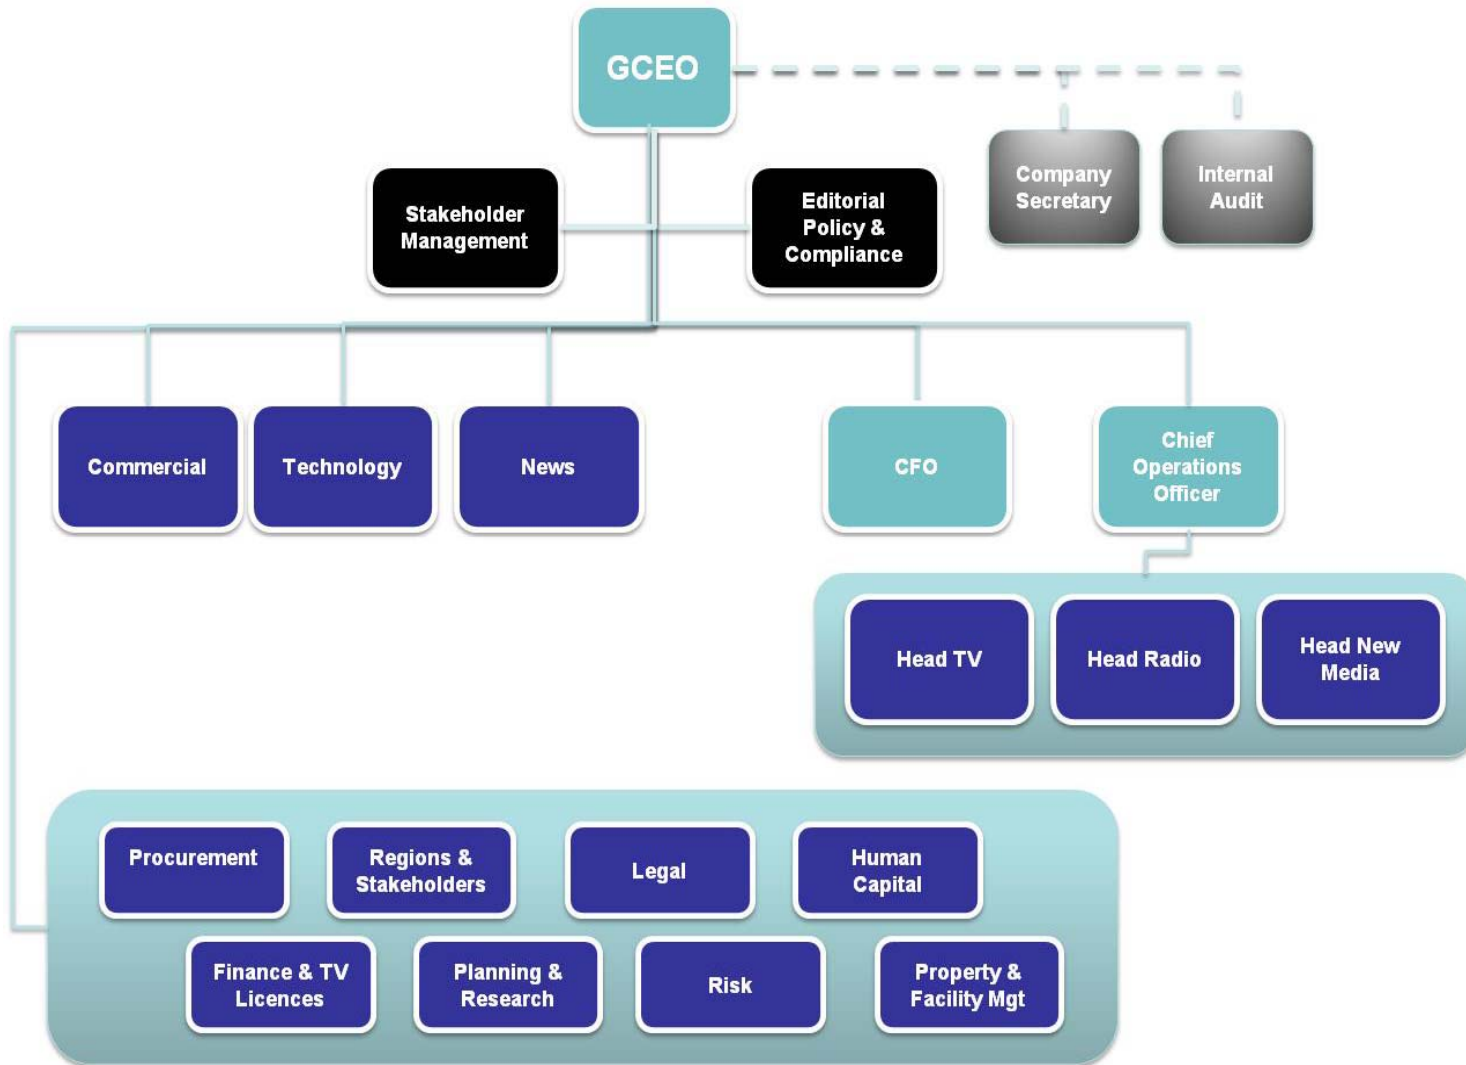 GCEO
Company
Secretary
Internal
Audit
Stakeholder
Management
Editorial
Policy &
Compliance
Commercial
Technology
News
CFO
Chief
Operations
Officer
Head TV
Head Radio
Head New
Media
Procurement
Regions &
Stakeholders
Legal
Human
Capital
Finance & TV
Licences
Planning &
Research
Risk
Property &
Facility Mgt